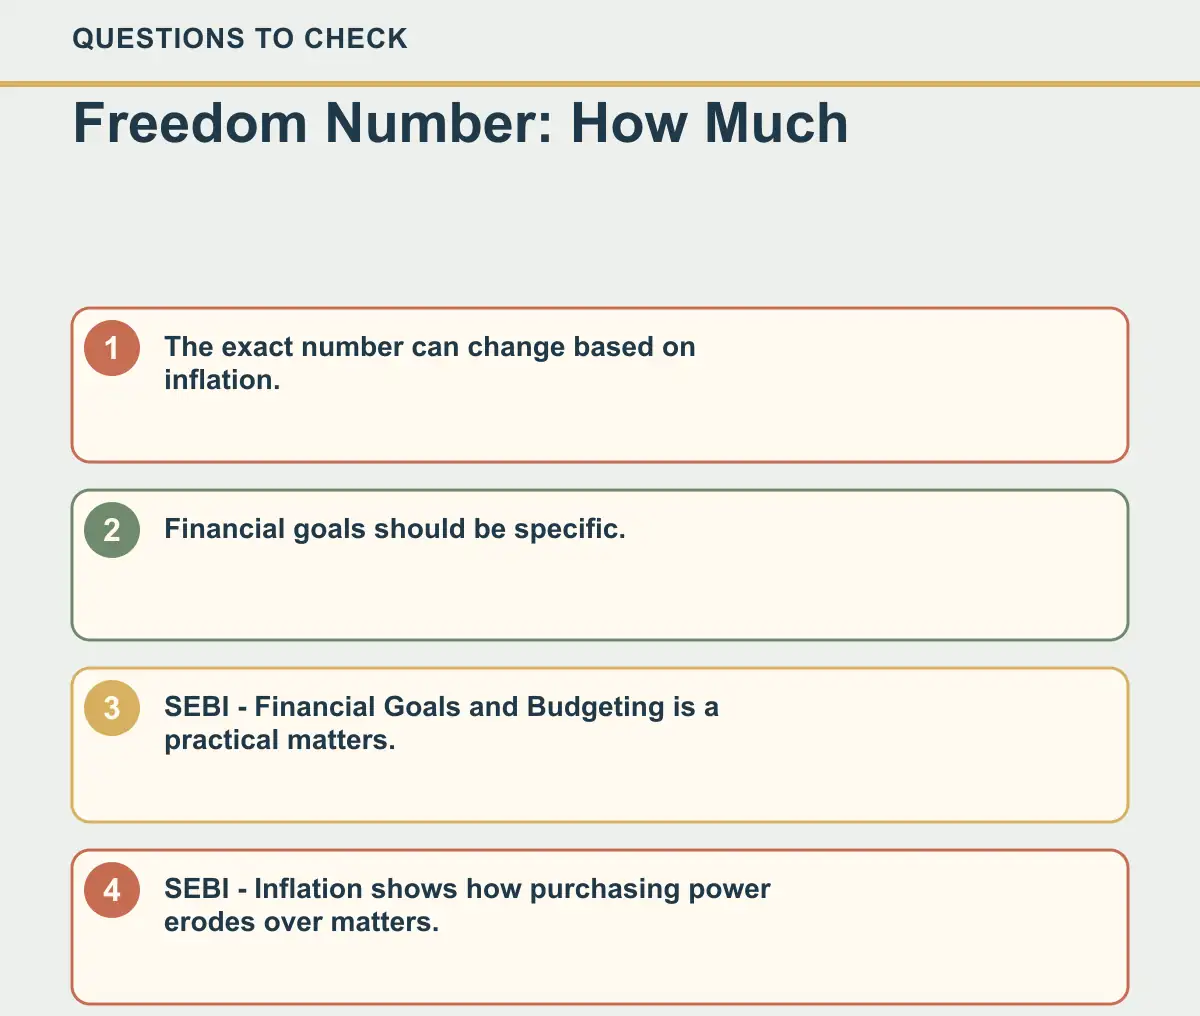 QUESTIONS TO CHECK
Freedom Number: How Much
1
The exact number can change based on
inflation.
2
Financial goals should be specific.
3
SEBI - Financial Goals and Budgeting is a
practical matters.
4
SEBI - Inflation shows how purchasing power
erodes over matters.